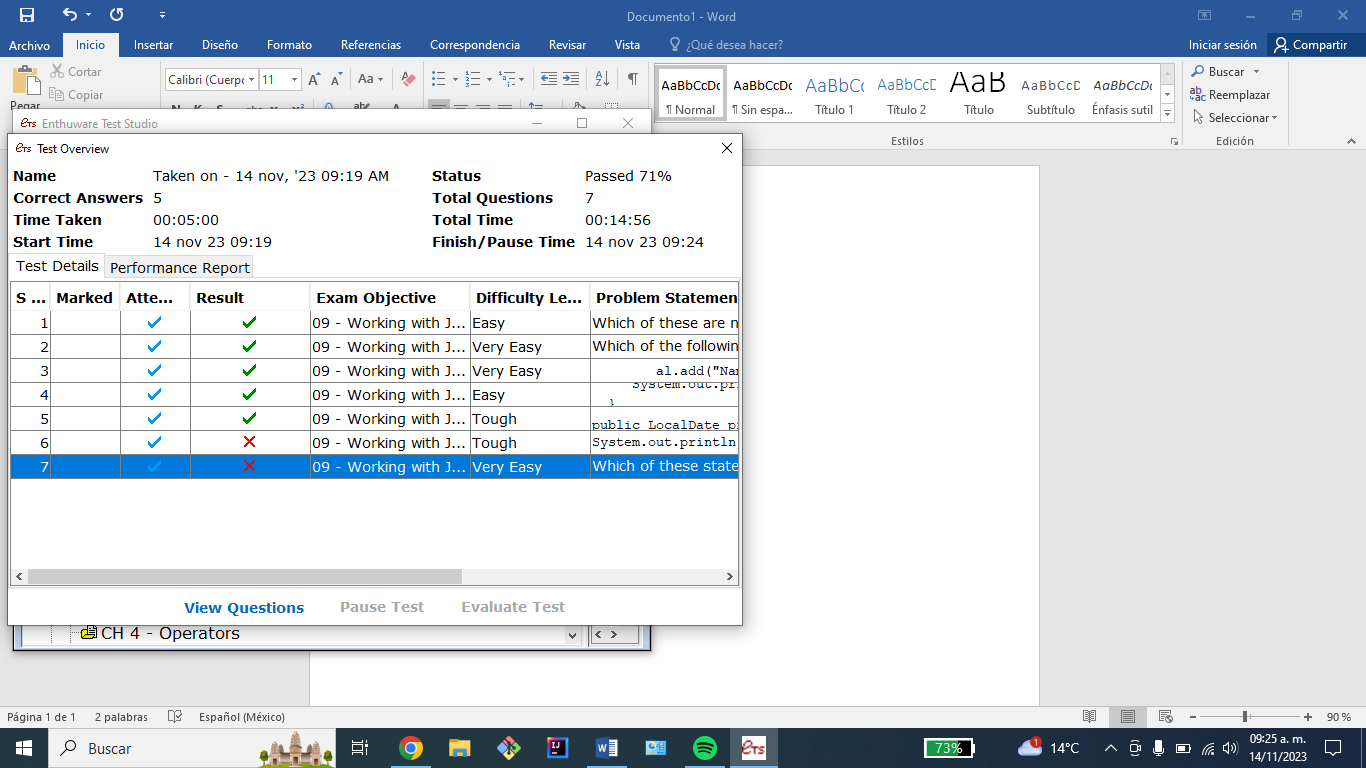 Documento1 - Word
Archivo Inicio Insertar Diseño Formato Referencias Correspondencia Revisar Vista ¿Qué desea hacer? Iniciar sesión Compartir
Cortar
Copiar
Pegar
Calibri (Cuerpo 11
Aa
AaBbCcDc AaBbCcDc AaBbCc AaBbCcD AaB AaBbCcD AaBbCcDc
¶ Normal ¶ Sin espa... Título 1 Título 2 Título Subtítulo Énfasis sutil
Estilos
Buscar
Reemplazar
Seleccionar
Edición
Enthuware Test Studio
Test Overview
Name Taken on - 14 nov, '23 09:19 AM Status Passed 71%
Correct Answers 5 Total Questions 7
Time Taken 00:05:00 Total Time 00:14:56
Start Time 14 nov 23 09:19 Finish/Pause Time 14 nov 23 09:24
Test Details Performance Report
S ... Marked Atte... Result Exam Objective Difficulty Le... Problem Statemen
1 09 - Working with J... Easy Which of these are n
2 09 - Working with J... Very Easy Which of the followin
3 09 - Working with J... Very Easy al.add("Nar
4 09 - Working with J... Easy System.out.pri
}
5 09 - Working with J... Tough public LocalDate pr
6 09 - Working with J... Tough System.out.println
7 09 - Working with J... Very Easy Which of these state
View Questions Pause Test Evaluate Test
CH 4 - Operators
Página 1 de 1 2 palabras Español (México) 90 %
Buscar
73%
1
14°C
09:25 a. m.
14/11/2023